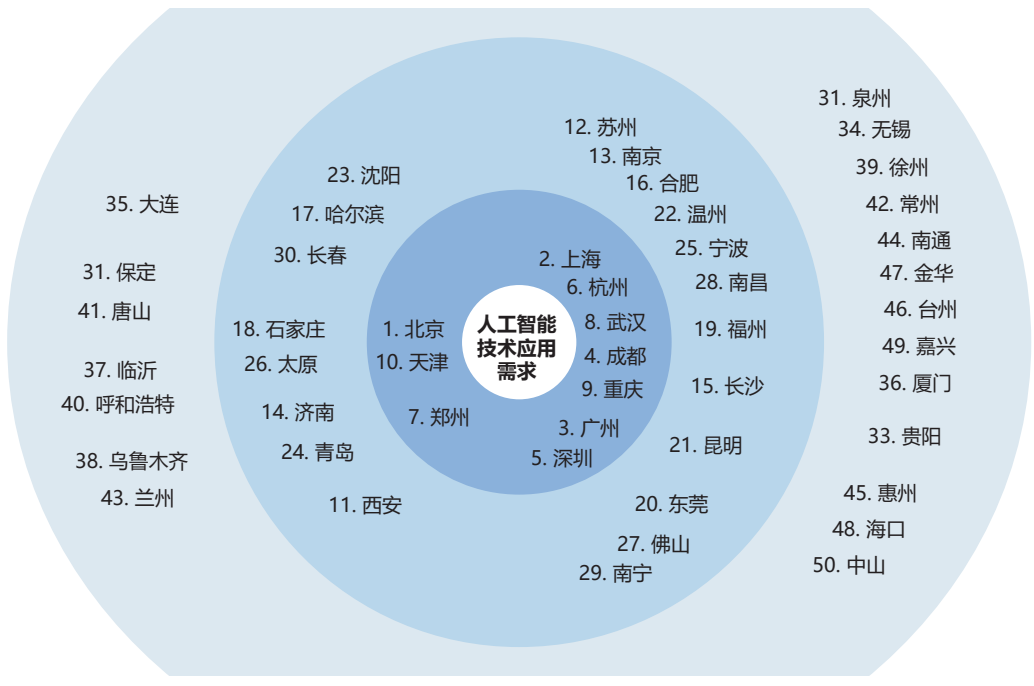 31. 泉州
12. 苏州
34. 无锡
13. 南京
39. 徐州
23. 沈阳
16. 合肥
35. 大连
42. 常州
17. 哈尔滨
22. 温州
44. 南通
30. 长春
25. 宁波
2. 上海
31. 保定
47. 金华
28. 南昌
6. 杭州
41. 唐山
46. 台州
18. 石家庄
1. 北京
人工智能
技术应用
需求
8. 武汉
19. 福州
49. 嘉兴
26. 太原
10. 天津
4. 成都
37. 临沂
36. 厦门
9. 重庆
15. 长沙
40. 呼和浩特
14. 济南
7. 郑州
3. 广州
33. 贵阳
24. 青岛
21. 昆明
5. 深圳
38. 乌鲁木齐
45. 惠州
43. 兰州
11. 西安
20. 东莞
48. 海口
27. 佛山
50. 中山
29. 南宁